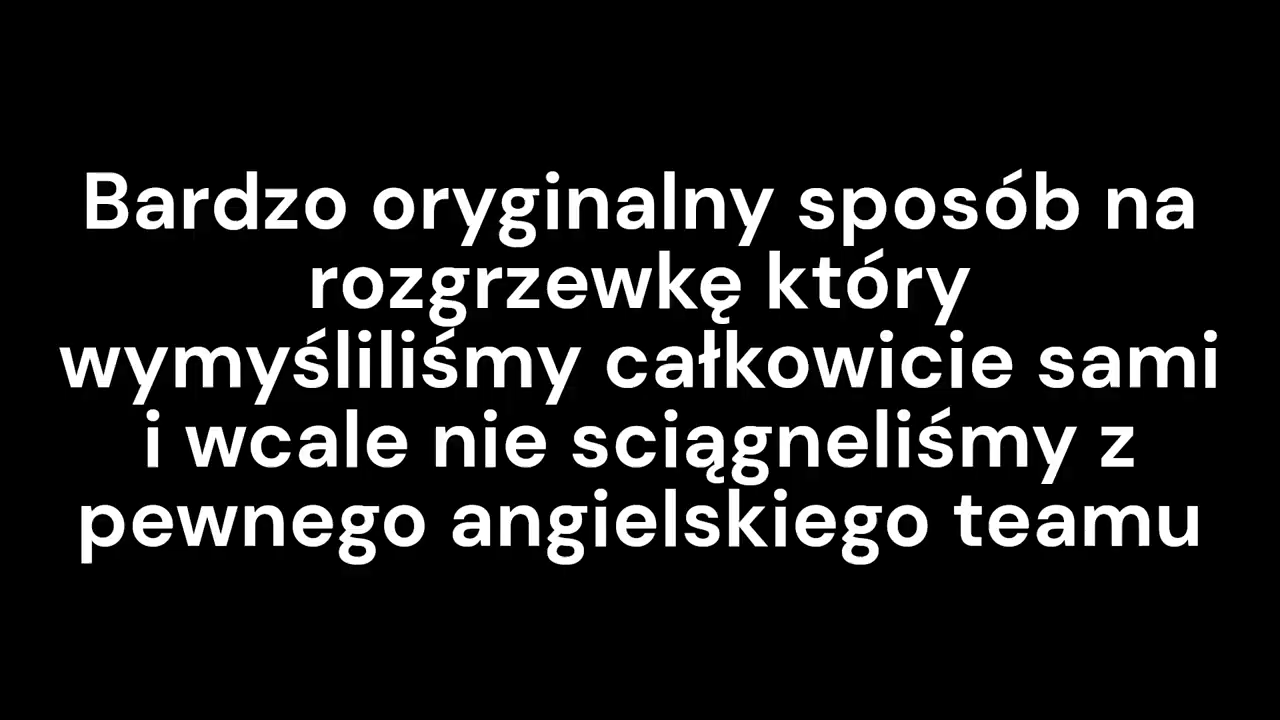 Bardzo oryginalny sposób na
rozgrzewkę który
wymyśliliśmy całkowicie sami
i wcale nie sciągneliśmy z
pewnego angielskiego teamu